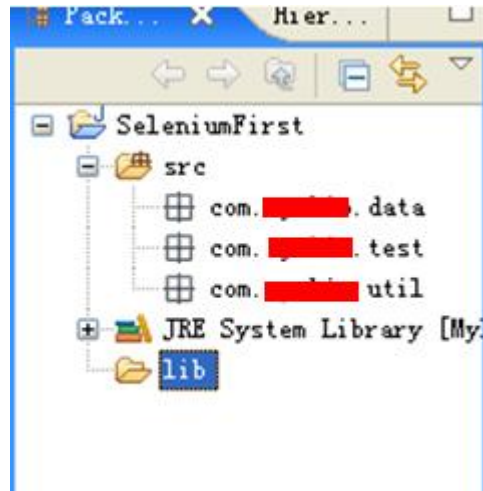 Pack... Hier...
SeleniumFirst
src
com. .data
com. .test
com. util
JRE System Library [My
lib